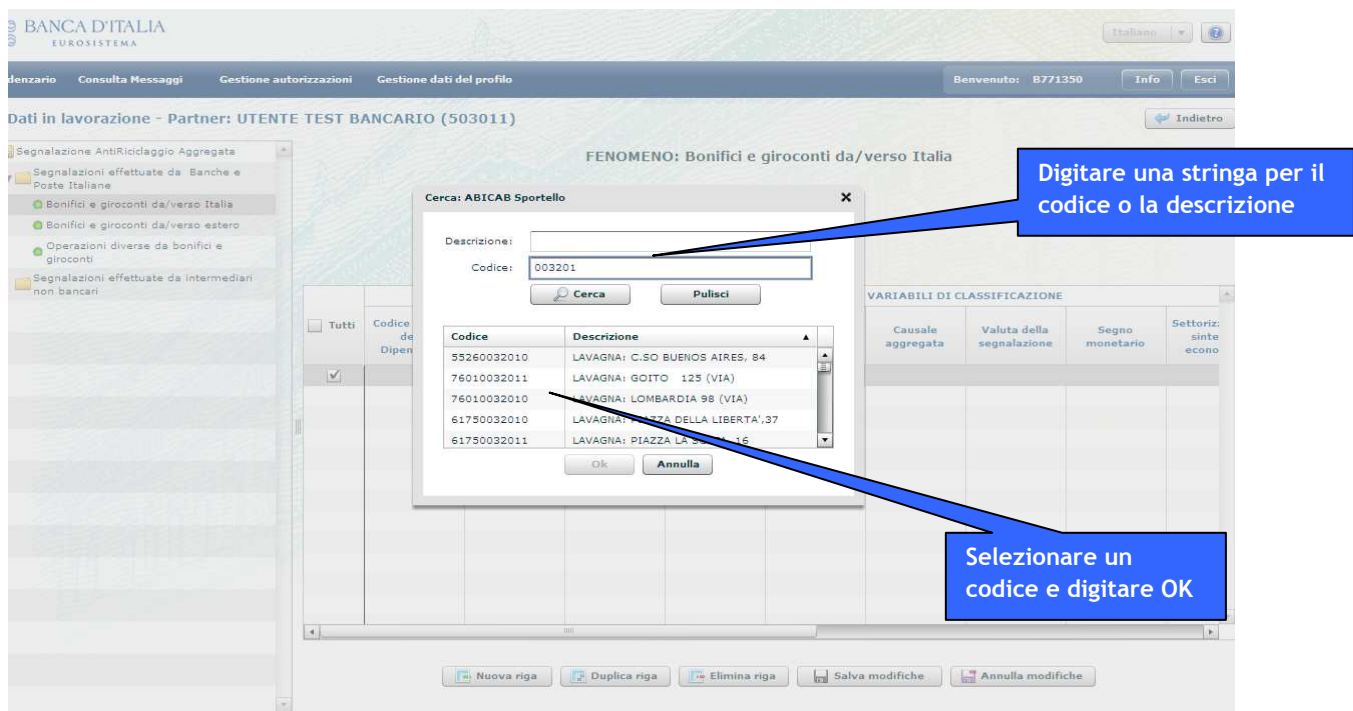 BANCA D'ITALIA
EUROSISTEMA
Italiano
denzario Consulta Messaggi Gestione autorizzazioni Gestione dati del profilo Benvenuto: B771350 Info Esci
Dati in lavorazione - Partner: UTENTE TEST BANCARIO (503011)
Indietro
Segnalazione AntiRiciclaggio Aggregata
Segnalazioni effettuate da Banche e
Poste Italiane
Bonifici e giroconti da/verso Italia
Bonifici e giroconti da/verso estero
Operazioni diverse da bonifici e
giroconti
Segnalazioni effettuate da intermediari
non bancari
FENOMENO: Bonifici e giroconti da/verso Italia
Digitare una stringa per il
codice o la descrizione
Cerca: ABICAB Sportello
Descrizione:
Codice: 003201
Cerca Pulisci
Codice Descrizione
55260032010 LAVAGNA: C.SO BUENOS AIRES, 84
76010032011 LAVAGNA: GOITO 125 (VIA)
76010032010 LAVAGNA: LOMBARDIA 98 (VIA)
61750032010 LAVAGNA: PIAZZA DELLA LIBERTA',37
61750032011 LAVAGNA: PIAZZA LA 16
Ok Annulla
VARIABILI DI CLASSIFICAZIONE
Tutti
Codice
de
Dipen
Causale
aggregata
Valuta della
segnalazione
Segno
monetario
Settoriz
sinte
econo
Selezionare un
codice e digitare OK
Nuova riga Duplica riga Elimina riga Salva modifiche Annulla modifiche